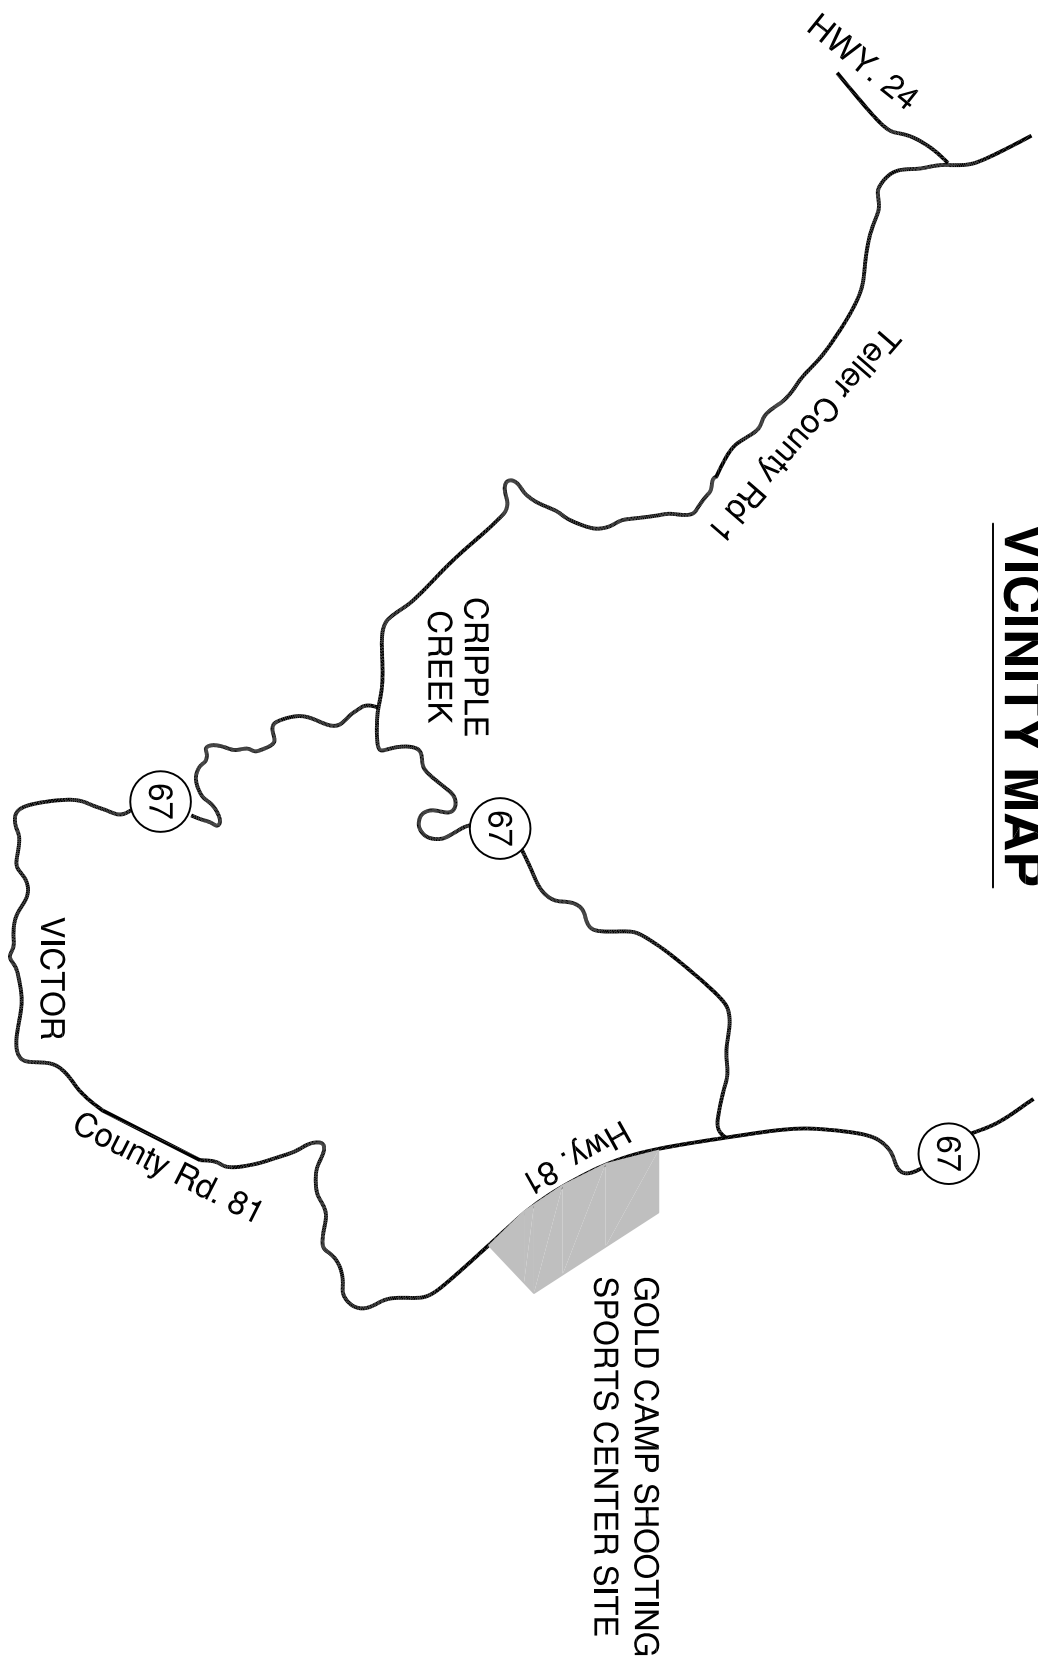 VICINITY MAP
HWY. 24
Teller County Rd 1
CRIPPLE
CREEK
67
67
67
VICTOR
County Rd. 81
Hwy. 81
GOLD CAMP SHOOTING
SPORTS CENTER SITE